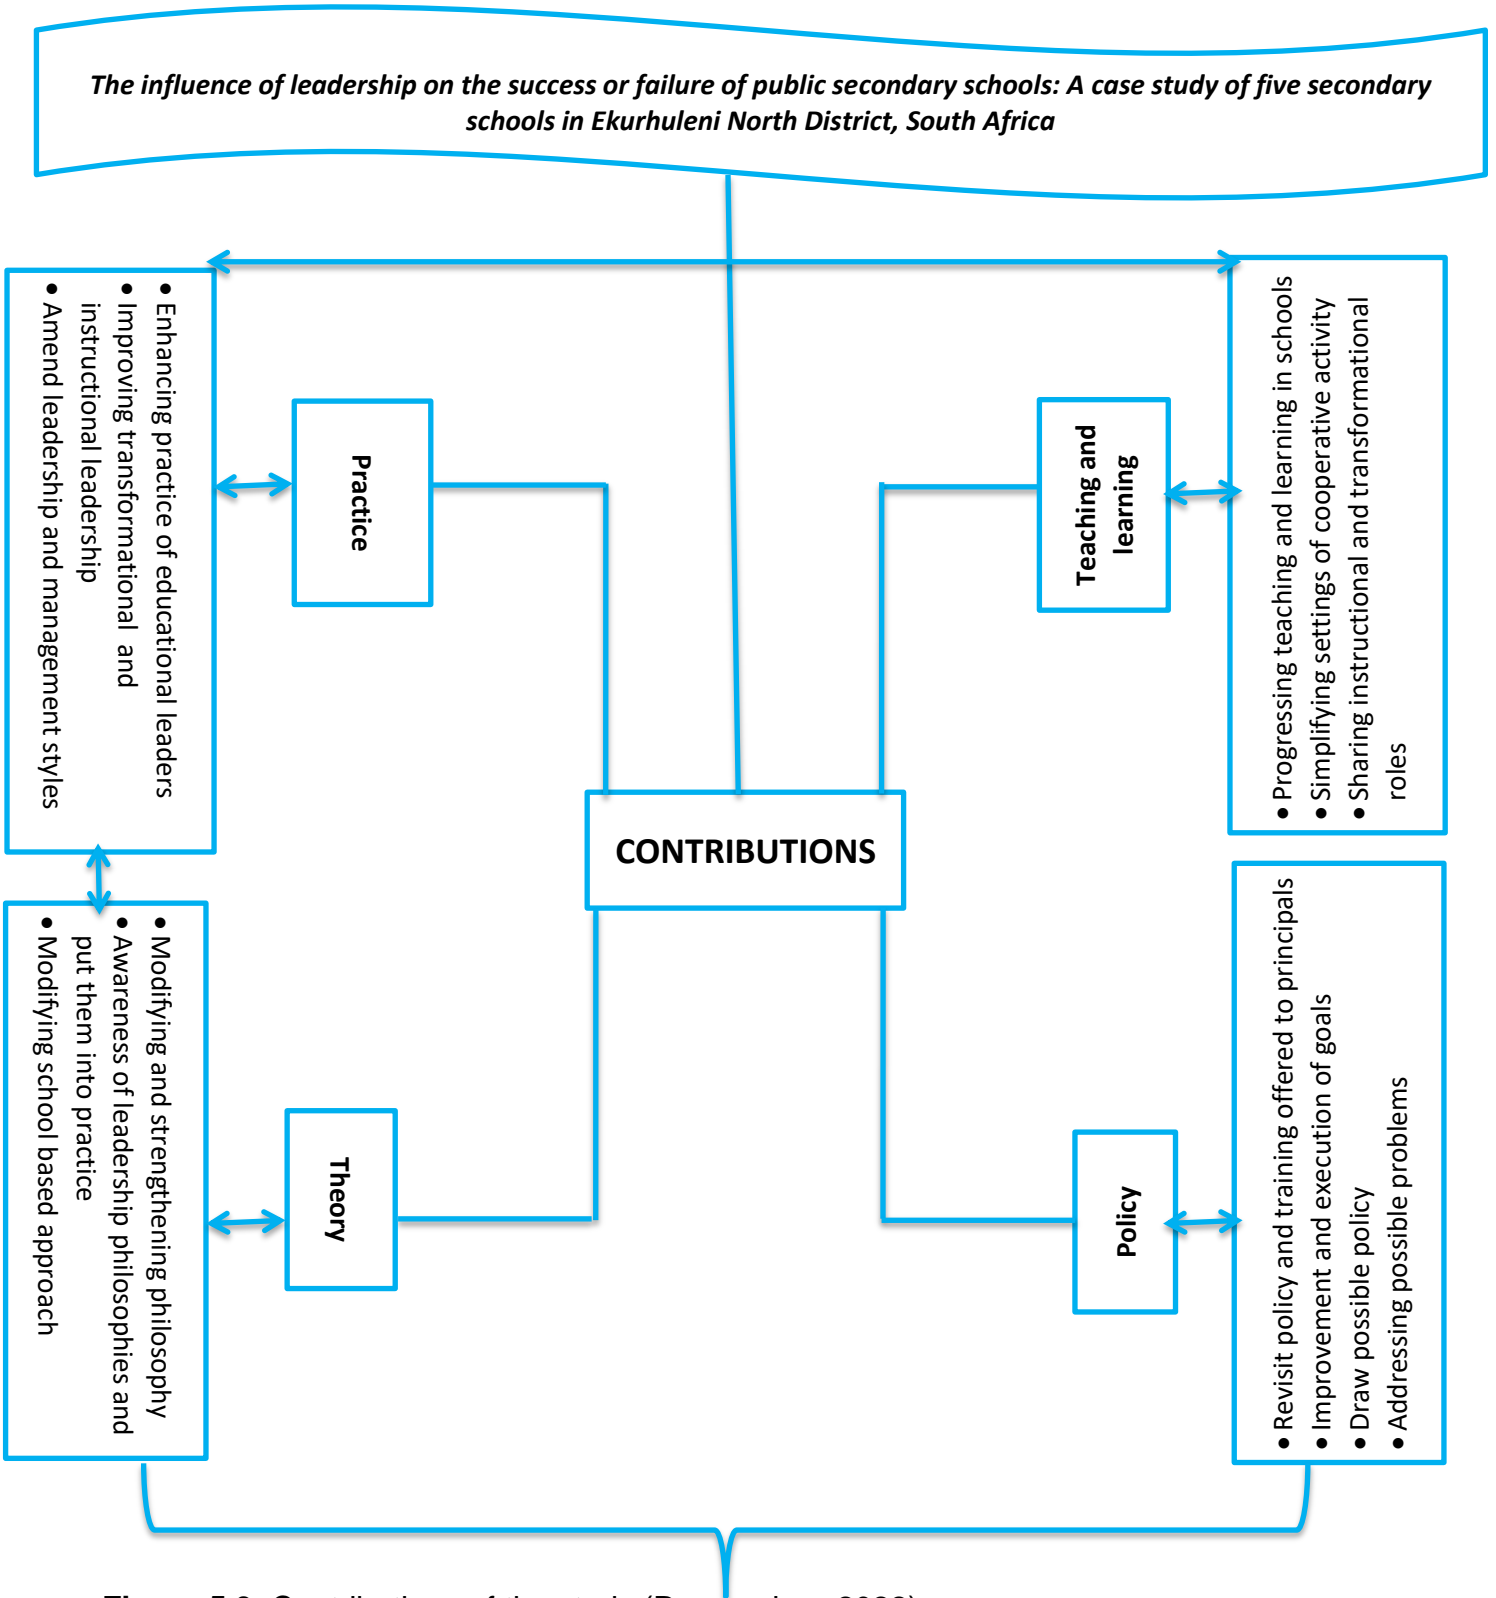 The influence of leadership on the success or failure of public secondary schools: A case study of five secondary
schools in Ekurhuleni North District, South Africa
• Enhancing practice of educational leaders
• Improving transformational and
instructional leadership
• Amend leadership and management styles
Practice
Teaching and
learning
• Progressing teaching and learning in schools
• Simplifying settings of cooperative activity
• Sharing instructional and transformational
roles
CONTRIBUTIONS
• Modifying and strengthening philosophy
• Awareness of leadership philosophies and
put them into practice
• Modifying school based approach
Theory
Policy
• Revisit policy and training offered to principals
• Improvement and execution of goals
• Draw possible policy
• Addressing possible problems